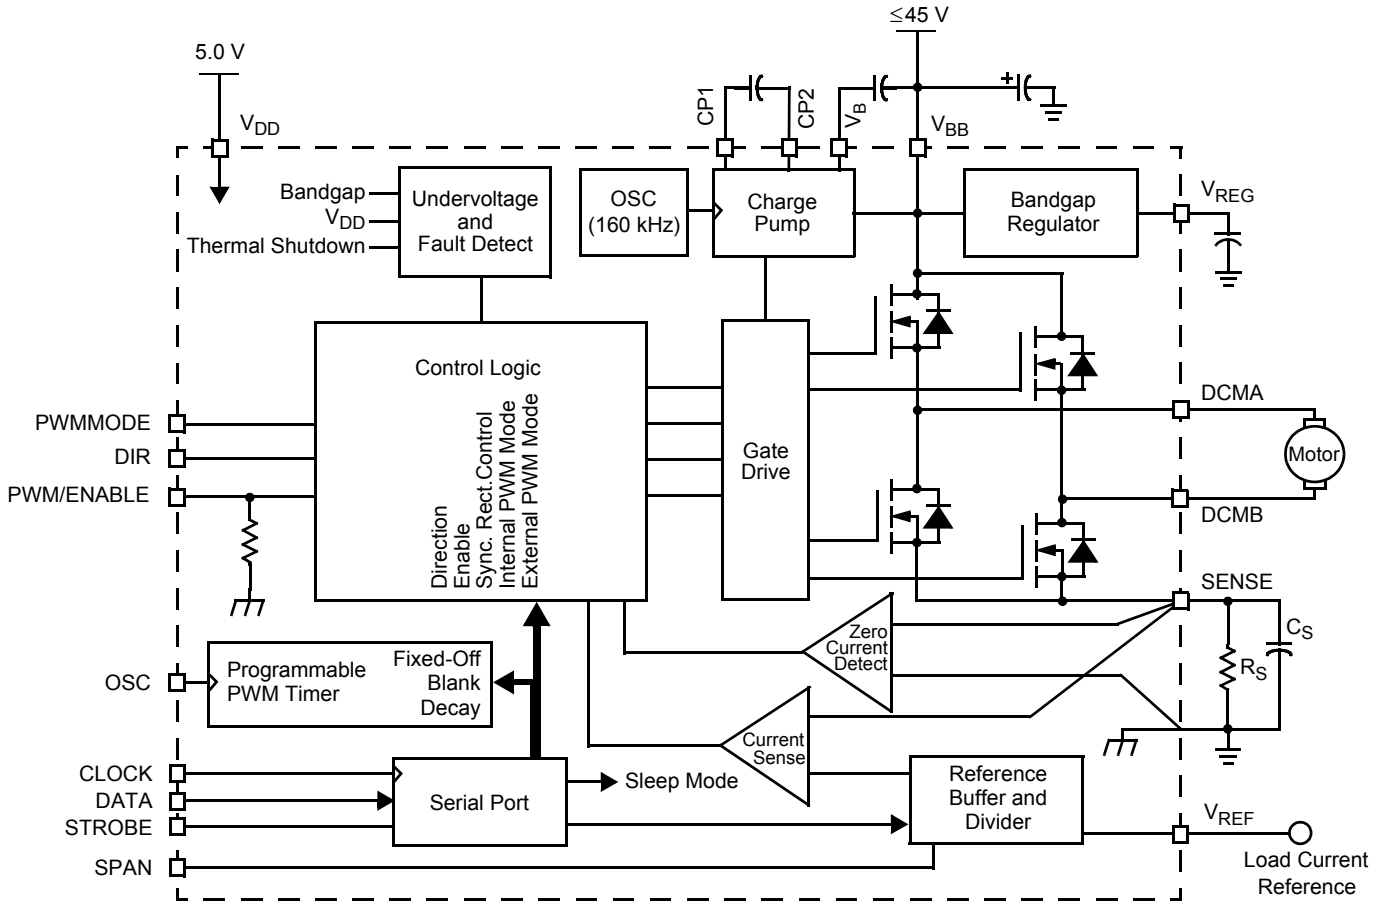 ≤45 V
5.0 V
CP1
CP2
VB
VDD
VBB
Bandgap
VDD
Thermal Shutdown
Undervoltage
and
Fault Detect
OSC
(160 kHz)
Charge
Pump
Bandgap
Regulator
VREG
Control Logic
Direction
Enable
Sync. Rect.Control
Internal PWM Mode
External PWM Mode
Gate
Drive
PWMMODE
DIR
PWM/ENABLE
DCMA
Motor
DCMB
SENSE
CS
RS
Zero
Current
Detect
OSC
Programmable
PWM Timer
Fixed-Off
Blank
Decay
Current
Sense
CLOCK
DATA
STROBE
SPAN
Serial Port
Sleep Mode
Reference
Buffer and
Divider
VREF
Load Current
Reference